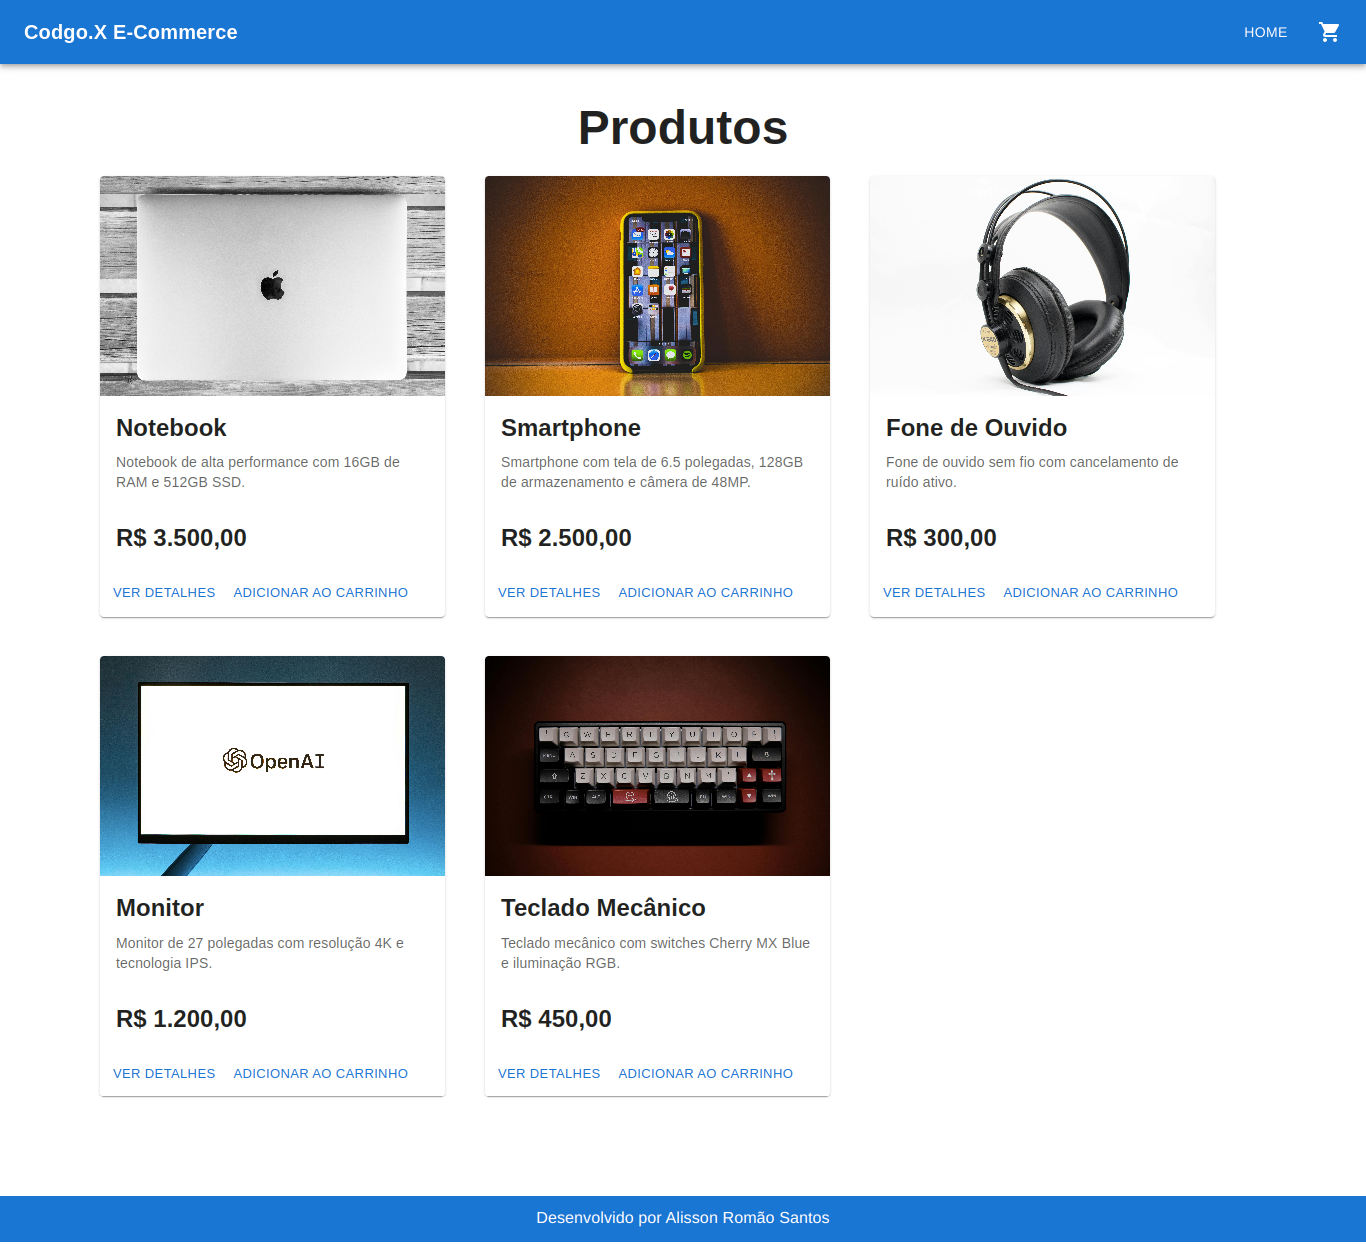 Codgo.X E-Commerce
HOME
Produtos
Notebook
Notebook de alta performance com 16GB de
RAM e 512GB SSD.
R$ 3.500,00
VER DETALHES ADICIONAR AO CARRINHO
Smartphone
Smartphone com tela de 6.5 polegadas, 128GB
de armazenamento e câmera de 48MP.
R$ 2.500,00
VER DETALHES ADICIONAR AO CARRINHO
Fone de Ouvido
Fone de ouvido sem fio com cancelamento de
ruído ativo.
R$ 300,00
VER DETALHES ADICIONAR AO CARRINHO
OpenAI
Monitor
Monitor de 27 polegadas com resolução 4K e
tecnologia IPS.
R$ 1.200,00
VER DETALHES ADICIONAR AO CARRINHO
Teclado Mecânico
Teclado mecânico com switches Cherry MX Blue
e iluminação RGB.
R$ 450,00
VER DETALHES ADICIONAR AO CARRINHO
Desenvolvido por Alisson Romão Santos